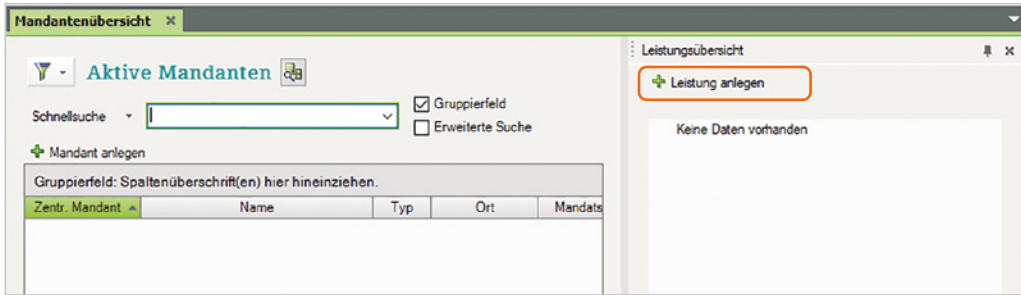 Mandantenübersicht
Aktive Mandanten
Schnellsuche
Gruppierfeld
Erweiterte Suche
Mandant anlegen
Gruppierfeld: Spaltenüberschrift(en) hier hineinziehen.
Zentr. Mandant Name Typ Ort Mandats
Leistungsübersicht
Leistung anlegen
Keine Daten vorhanden